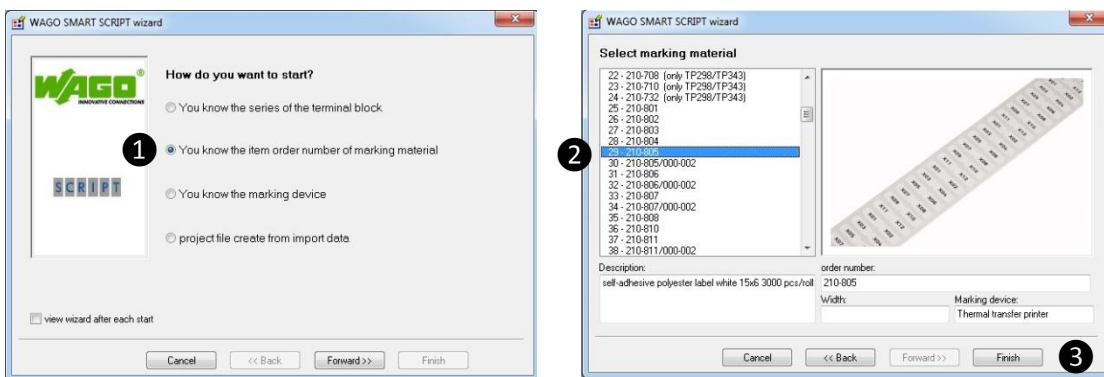 WAGO SMART SCRIPT wizard
WAGO®
INNOVATIVE CONNECTIONS
SCRIPT
How do you want to start?
You know the series of the terminal block
1
You know the item order number of marking material
You know the marking device
project file create from import data
view wizard after each start
Cancel
<< Back
Forward >>
Finish
WAGO SMART SCRIPT wizard
Select marking material
22 - 210-708 (only TP298/TP343)
23 - 210-710 (only TP298/TP343)
24 - 210-732 (only TP298/TP343)
25 - 210-801
26 - 210-802
27 - 210-803
28 - 210-804
2
29 - 210-805
30 - 210-805/000-002
31 - 210-806
32 - 210-806/000-002
33 - 210-807
34 - 210-807/000-002
35 - 210-808
36 - 210-810
37 - 210-811
38 - 210-811/000-002
Description:
self-adhesive polyester label white 15x6 3000 pcs/roll
order number:
210-805
Width:
Marking device:
Thermal transfer printer
Cancel
<< Back
Forward >>
Finish
3